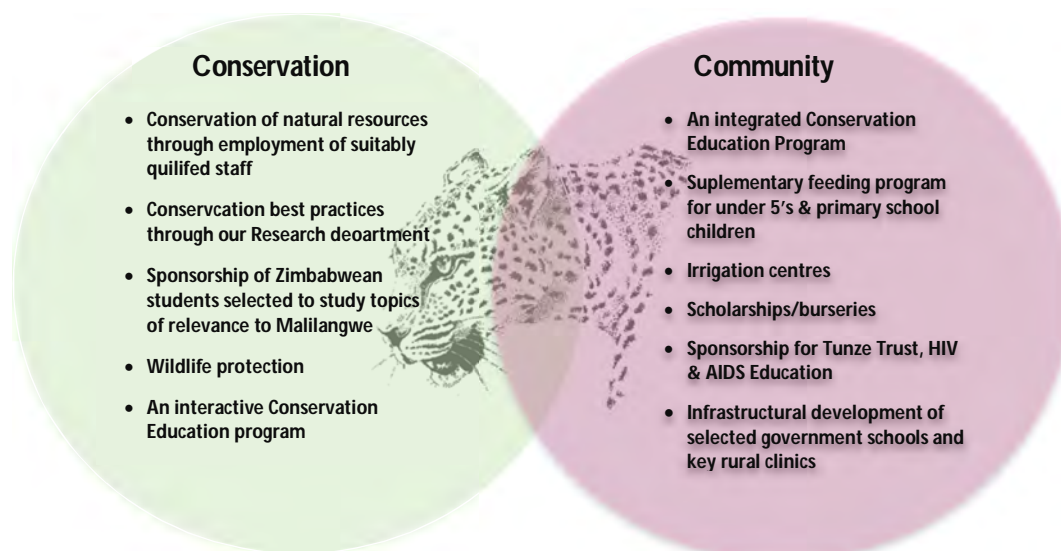 Conservation
• Conservation of natural resources
through employment of suitably
quilifed staff
• Conservcation best practices
through our Research deoartment
• Sponsorship of Zimbabwean
students selected to study topics
of relevance to Malilangwe
• Wildlife protection
• An interactive Conservation
Education program
Community
• An integrated Conservation
Education Program
• Suplementary feeding program
for under 5's & primary school
children
• Irrigation centres
• Scholarships/burseries
• Sponsorship for Tunze Trust, HIV
& AIDS Education
• Infrastructural development of
selected government schools and
key rural clinics